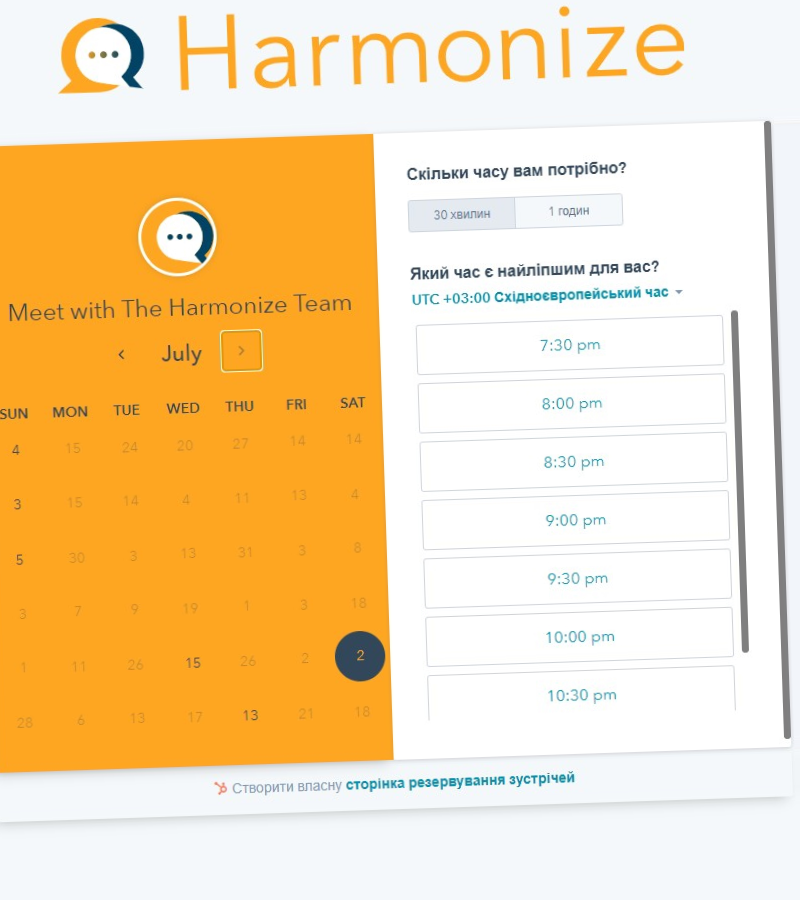 Harmonize
Meet with The Harmonize Team
July
SUN MON TUE WED THU FRI SAT
4 15 24 20 27 14 14
3 15 14 4 11 13 4
5 30 3 13 31 3 8
3 7 9 19 1 3 18
1 11 26 15 26 2 2
28 6 13 17 13 21 18
Скільки часу вам потрібно?
30 хвилин 1 годин
Який час є найліпшим для вас?
UTC +03:00 Східноєвропейський час
7:30 pm
8:00 pm
8:30 pm
9:00 pm
9:30 pm
10:00 pm
10:30 pm
Створити власну сторінка резервування зустрічей